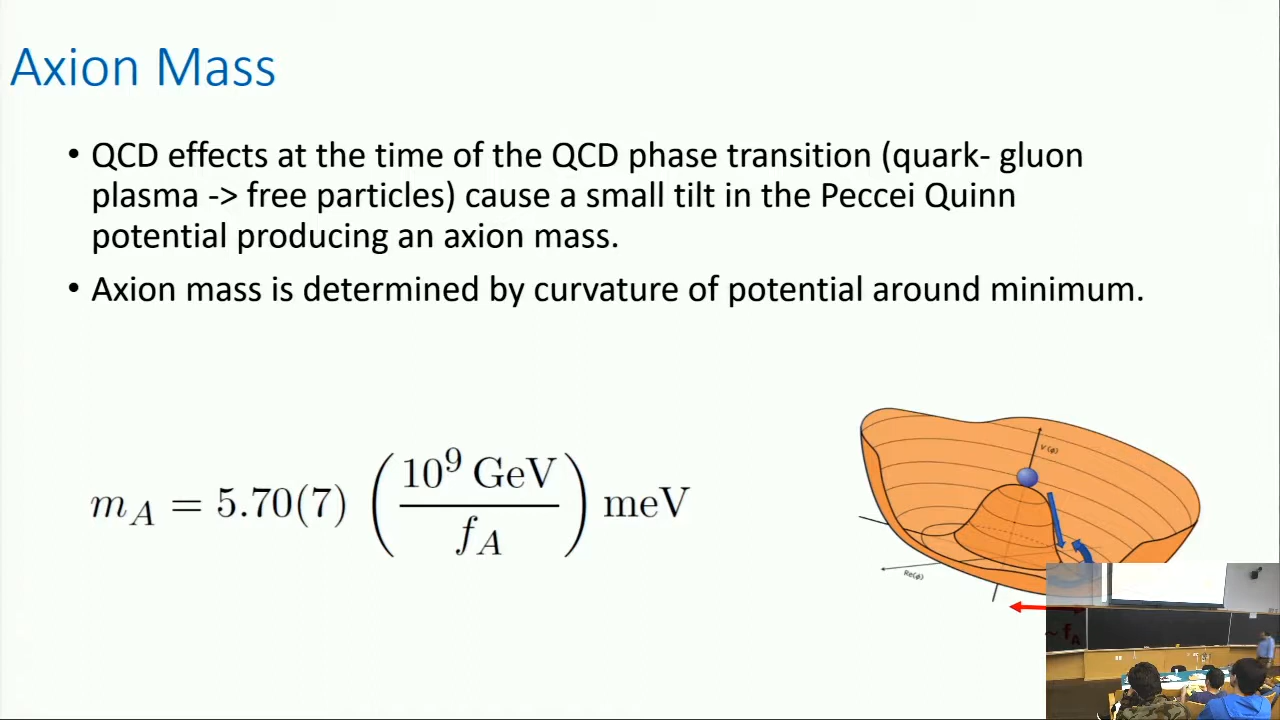 Axion Mass
• QCD effects at the time of the QCD phase transition (quark- gluon
plasma -> free particles) cause a small tilt in the Peccei Quinn
potential producing an axion mass.
• Axion mass is determined by curvature of potential around minimum.
m_A = 5.70(7) (10^9 GeV / f_A) meV
V(ϕ)
Re(ϕ)
~ f_A